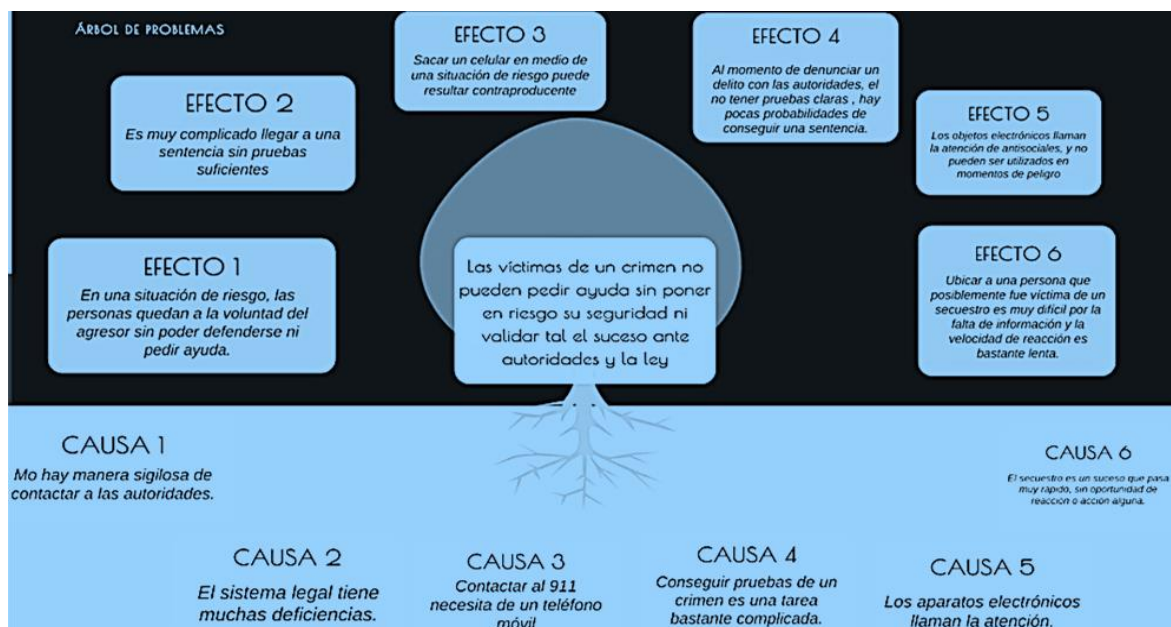 ÁRBOL DE PROBLEMAS
EFECTO 1
En una situación de riesgo, las
personas quedan a la voluntad del
agresor sin poder defenderse ni
pedir ayuda.
EFECTO 2
Es muy complicado llegar a una
sentencia sin pruebas
suficientes
EFECTO 3
Sacar un celular en medio de
una situación de riesgo puede
resultar contraproducente
EFECTO 4
Al momento de denunciar un
delito con las autoridades, el
no tener pruebas claras , hay
pocas probabilidades de
conseguir una sentencia.
EFECTO 5
Los objetos electrónicos llaman
la atención de antisociales, y no
pueden ser utilizados en
momentos de peligro
EFECTO 6
Ubicar a una persona que
posiblemente fue víctima de un
secuestro es muy difícil por la
falta de información y la
velocidad de reacción es
bastante lenta.
Las víctimas de un crimen no
pueden pedir ayuda sin poner
en riesgo su seguridad ni
validar tal el suceso ante
autoridades y la ley
CAUSA 1
Mo hay manera sigilosa de
contactar a las autoridades.
CAUSA 2
El sistema legal tiene
muchas deficiencias.
CAUSA 3
Contactar al 911
necesita de un teléfono
móvil
CAUSA 4
Conseguir pruebas de un
crimen es una tarea
bastante complicada.
CAUSA 5
Los aparatos electrónicos
llaman la atención.
CAUSA 6
El secuestro es un suceso que pasa
muy rápido, sin oportunidad de
reacción o acción alguna.